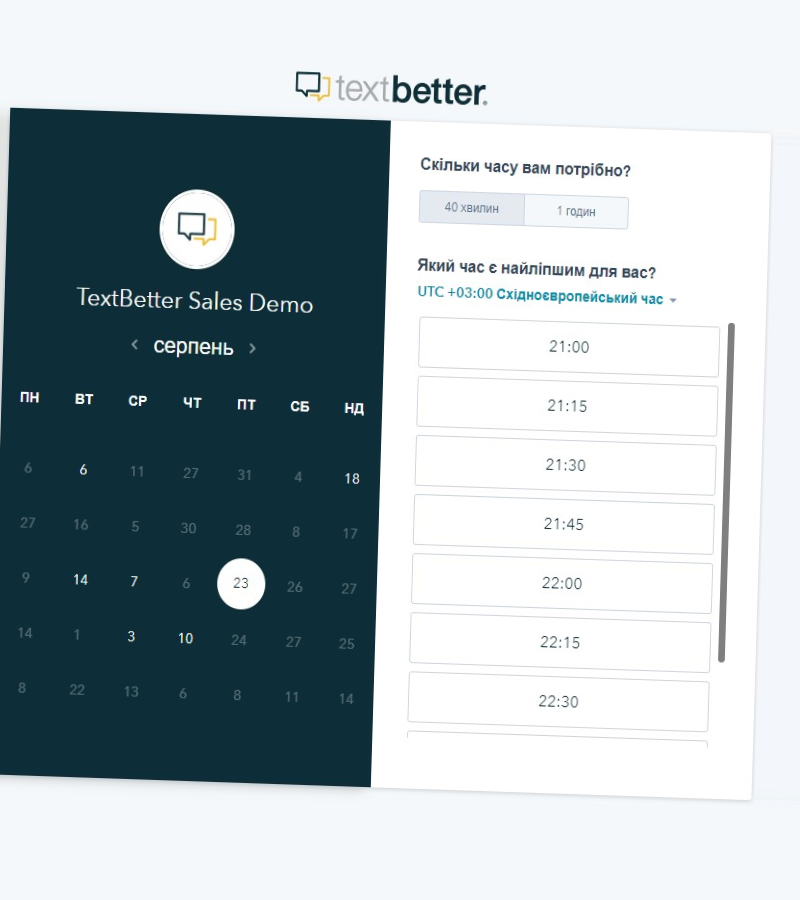 textbetter.
TextBetter Sales Demo
серпень
ПН ВТ СР ЧТ ПТ СБ НД
6 6 11 27 31 4 18
27 16 5 30 28 8 17
9 14 7 6 23 26 27
14 1 3 10 24 27 25
8 22 13 6 8 11 14
Скільки часу вам потрібно?
40 хвилин 1 годин
Який час є найліпшим для вас?
UTC +03:00 Східноєвропейський час
21:00
21:15
21:30
21:45
22:00
22:15
22:30